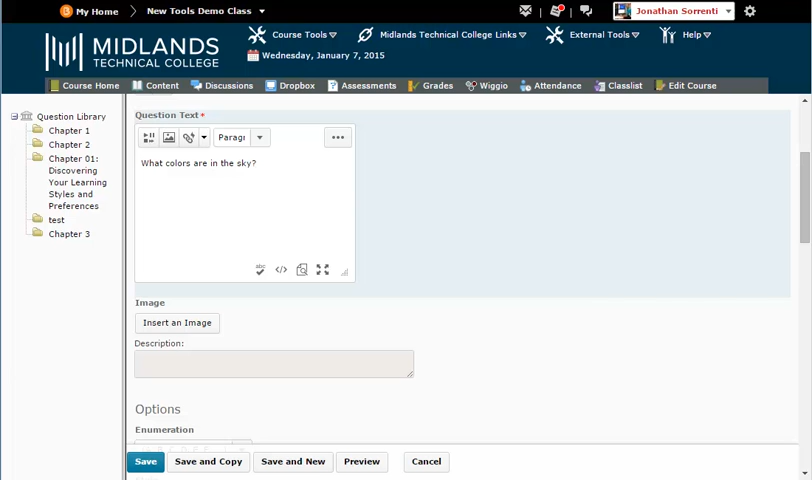 My Home
New Tools Demo Class
Jonathan Sorrenti
MIDLANDS
TECHNICAL COLLEGE
Course Tools
Midlands Technical College Links
External Tools
Help
Wednesday, January 7, 2015
Course Home
Content
Discussions
Dropbox
Assessments
Grades
Wiggio
Attendance
Classlist
Edit Course
Question Library
Chapter 1
Chapter 2
Chapter 01:
Discovering
Your Learning
Styles and
Preferences
test
Chapter 3
Question Text *
Parag
What colors are in the sky?
abc
Image
Insert an Image
Description:
Options
Enumeration
Save
Save and Copy
Save and New
Preview
Cancel